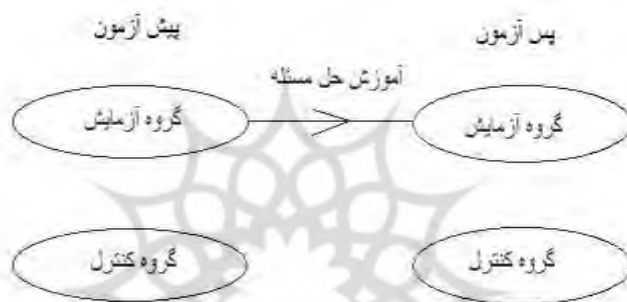 پیش آزمون
پس آزمون
آموزش حل مسئله
گروه آزمایش
گروه آزمایش
گروه کنترل
گروه کنترل